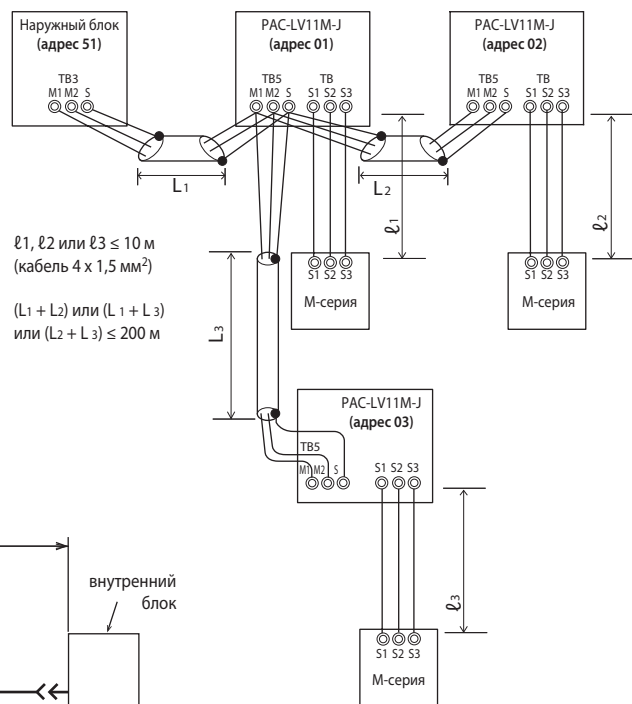 Наружный блок
(адрес 51)
TB3
M1 M2 S
PAC-LV11M-J
(адрес 01)
TB5 TB
M1 M2 S S1 S2 S3
PAC-LV11M-J
(адрес 02)
TB5 TB
M1 M2 S S1 S2 S3
L1
L2
ℓ1
ℓ2
ℓ1, ℓ2 или ℓ3 ≤ 10 м
(кабель 4 x 1,5 мм²)
(L1 + L2) или (L 1 + L 3)
или (L2 + L 3) ≤ 200 м
S1 S2 S3
М-серия
S1 S2 S3
М-серия
L3
PAC-LV11M-J
(адрес 03)
TB5
M1 M2 S S1 S2 S3
ℓ3
внутренний
блок
S1 S2 S3
М-серия